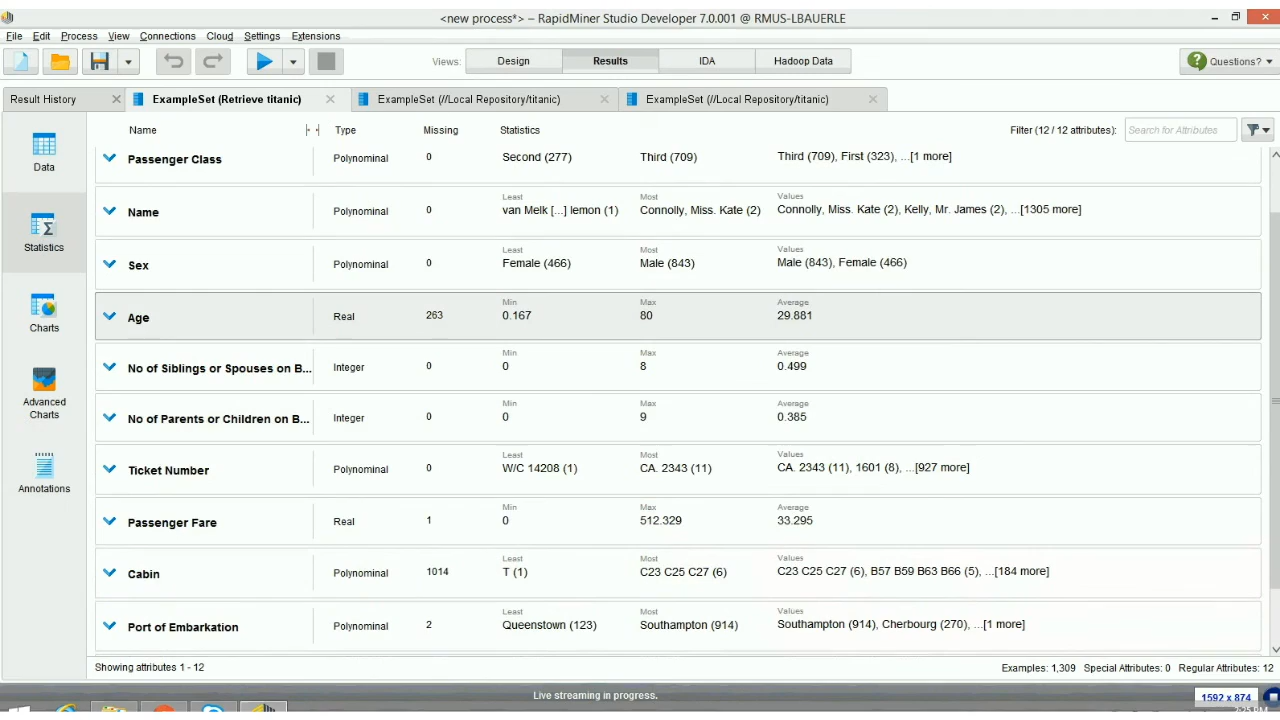 <new process*> – RapidMiner Studio Developer 7.0.001 @ RMUS-LBAUERLE
File Edit Process View Connections Cloud Settings Extensions
Views: Design Results IDA Hadoop Data Questions?
Result History ExampleSet (Retrieve titanic) ExampleSet (//Local Repository/titanic) ExampleSet (//Local Repository/titanic)
Name Type Missing Statistics Filter (12 / 12 attributes): Search for Attributes
Data
Statistics
Charts
Advanced
Charts
Annotations
Passenger Class Polynominal 0 Second (277) Third (709) Third (709), First (323), ...[1 more]
Least Most Values
Name Polynominal 0 van Melk [...] lemon (1) Connolly, Miss. Kate (2) Connolly, Miss. Kate (2), Kelly, Mr. James (2), ...[1305 more]
Least Most Values
Sex Polynominal 0 Female (466) Male (843) Male (843), Female (466)
Min Max Average
Age Real 263 0.167 80 29.881
Min Max Average
No of Siblings or Spouses on B... Integer 0 0 8 0.499
Min Max Average
No of Parents or Children on B... Integer 0 0 9 0.385
Least Most Values
Ticket Number Polynominal 0 W/C 14208 (1) CA. 2343 (11) CA. 2343 (11), 1601 (8), ...[927 more]
Min Max Average
Passenger Fare Real 1 0 512.329 33.295
Least Most Values
Cabin Polynominal 1014 T (1) C23 C25 C27 (6) C23 C25 C27 (6), B57 B59 B63 B66 (5), ...[184 more]
Least Most Values
Port of Embarkation Polynominal 2 Queenstown (123) Southampton (914) Southampton (914), Cherbourg (270), ...[1 more]
Showing attributes 1 - 12 Examples: 1,309 Special Attributes: 0 Regular Attributes: 12
Live streaming in progress.
1592 x 874